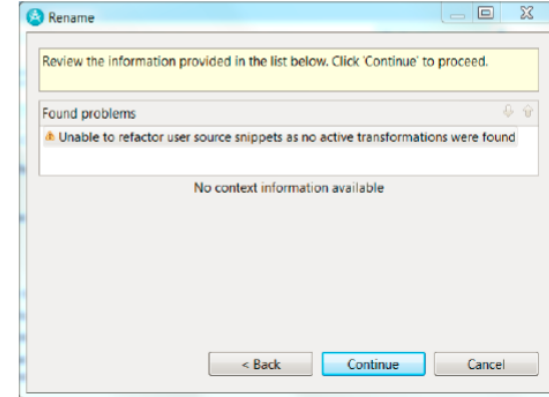 Rename
Review the information provided in the list below. Click 'Continue' to proceed.
Found problems
Unable to refactor user source snippets as no active transformations were found
No context information available
< Back
Continue
Cancel